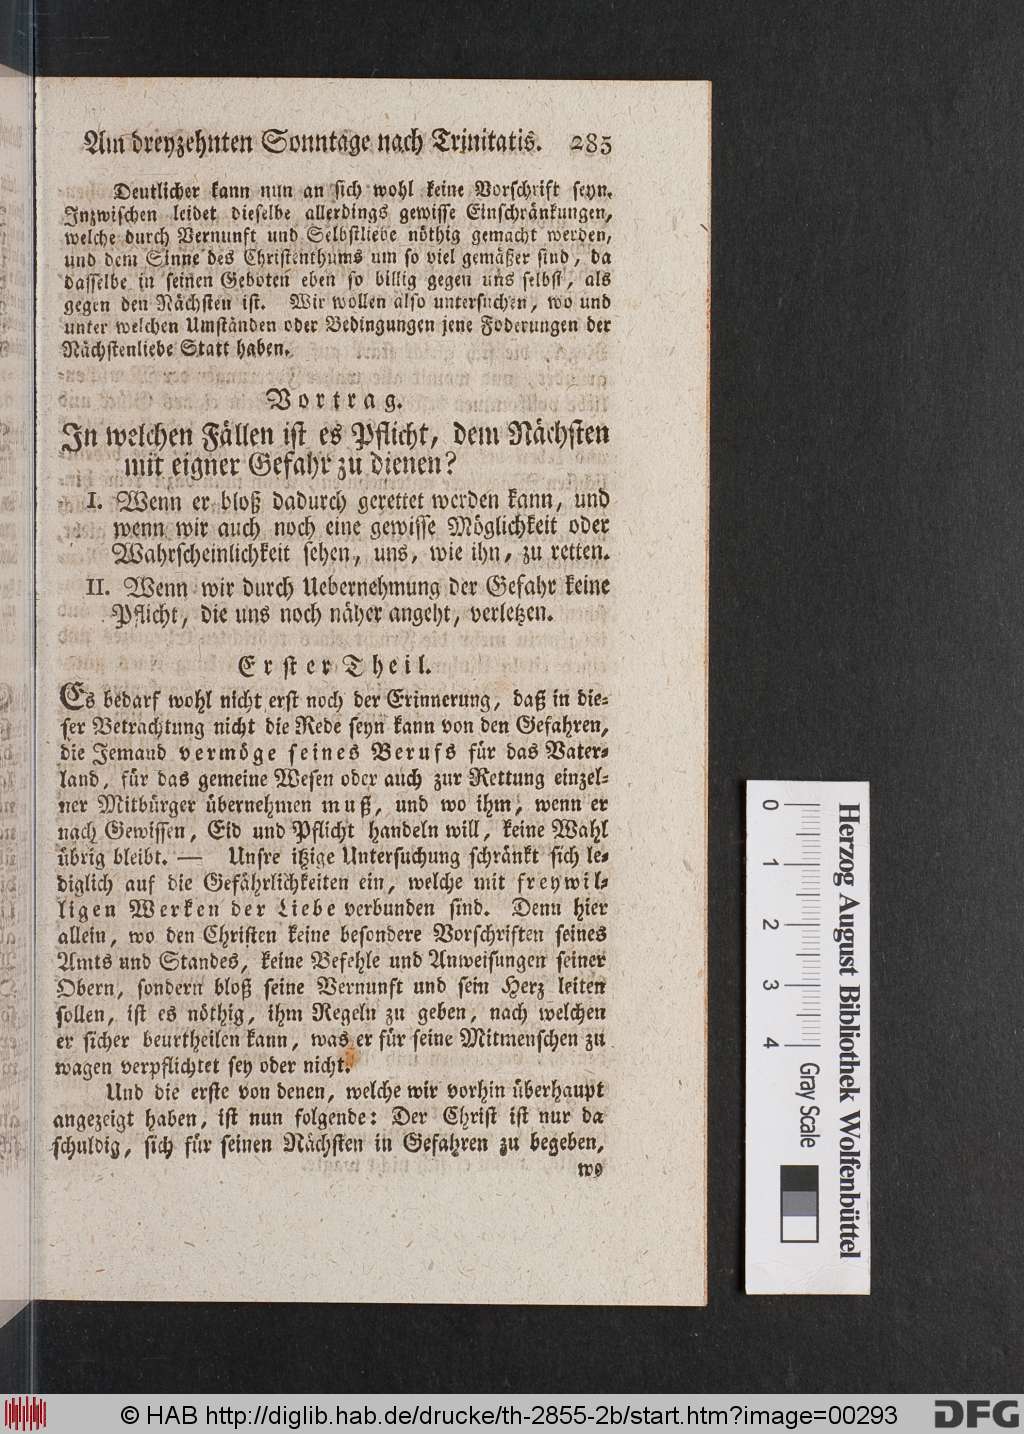 Am dreyzehnten Sonntage nach Trinitatis. 285
Deutlicher kann nun an sich wohl keine Vorschrift seyn.
Inzwischen leidet dieselbe allerdings gewisse Einschränkungen,
welche durch Vernunft und Selbstliebe nöthig gemacht werden,
und dem Sinne des Christenthums um so viel gemäßer sind, da
dasselbe in seinen Geboten eben so billig gegen uns selbst, als
gegen den Nächsten ist. Wir wollen also untersuchen, wo und
unter welchen Umständen oder Bedingungen jene Foderungen der
Nächstenliebe Statt haben.
Vortrag.
In welchen Fällen ist es Pflicht, dem Nächsten
mit eigner Gefahr zu dienen?
I. Wenn er bloß dadurch gerettet werden kann, und
wenn wir auch noch eine gewisse Möglichkeit oder
Wahrscheinlichkeit sehen, uns, wie ihn, zu retten.
II. Wenn wir durch Uebernehmung der Gefahr keine
Pflicht, die uns noch näher angeht, verletzen.
Erster Theil.
Es bedarf wohl nicht erst noch der Erinnerung, daß in die-
ser Betrachtung nicht die Rede seyn kann von den Gefahren,
die Jemand vermöge seines Berufs für das Vater-
land, für das gemeine Wesen oder auch zur Rettung einzel-
ner Mitbürger übernehmen muß, und wo ihm, wenn er
nach Gewissen, Eid und Pflicht handeln will, keine Wahl
übrig bleibt. — Unsre itzige Untersuchung schränkt sich le-
diglich auf die Gefährlichkeiten ein, welche mit freywil-
ligen Werken der Liebe verbunden sind. Denn hier
allein, wo den Christen keine besondere Vorschriften seines
Amts und Standes, keine Befehle und Anweisungen seiner
Obern, sondern bloß seine Vernunft und sein Herz leiten
sollen, ist es nöthig, ihm Regeln zu geben, nach welchen
er sicher beurtheilen kann, was er für seine Mitmenschen zu
wagen verpflichtet sey oder nicht.
Und die erste von denen, welche wir vorhin überhaupt
angezeigt haben, ist nun folgende: Der Christ ist nur da
schuldig, sich für seinen Nächsten in Gefahren zu begeben,
wo
0 1 2 3 4 Gray Scale
Herzog August Bibliothek Wolfenbüttel
© HAB http://diglib.hab.de/drucke/th-2855-2b/start.htm?image=00293
DFG